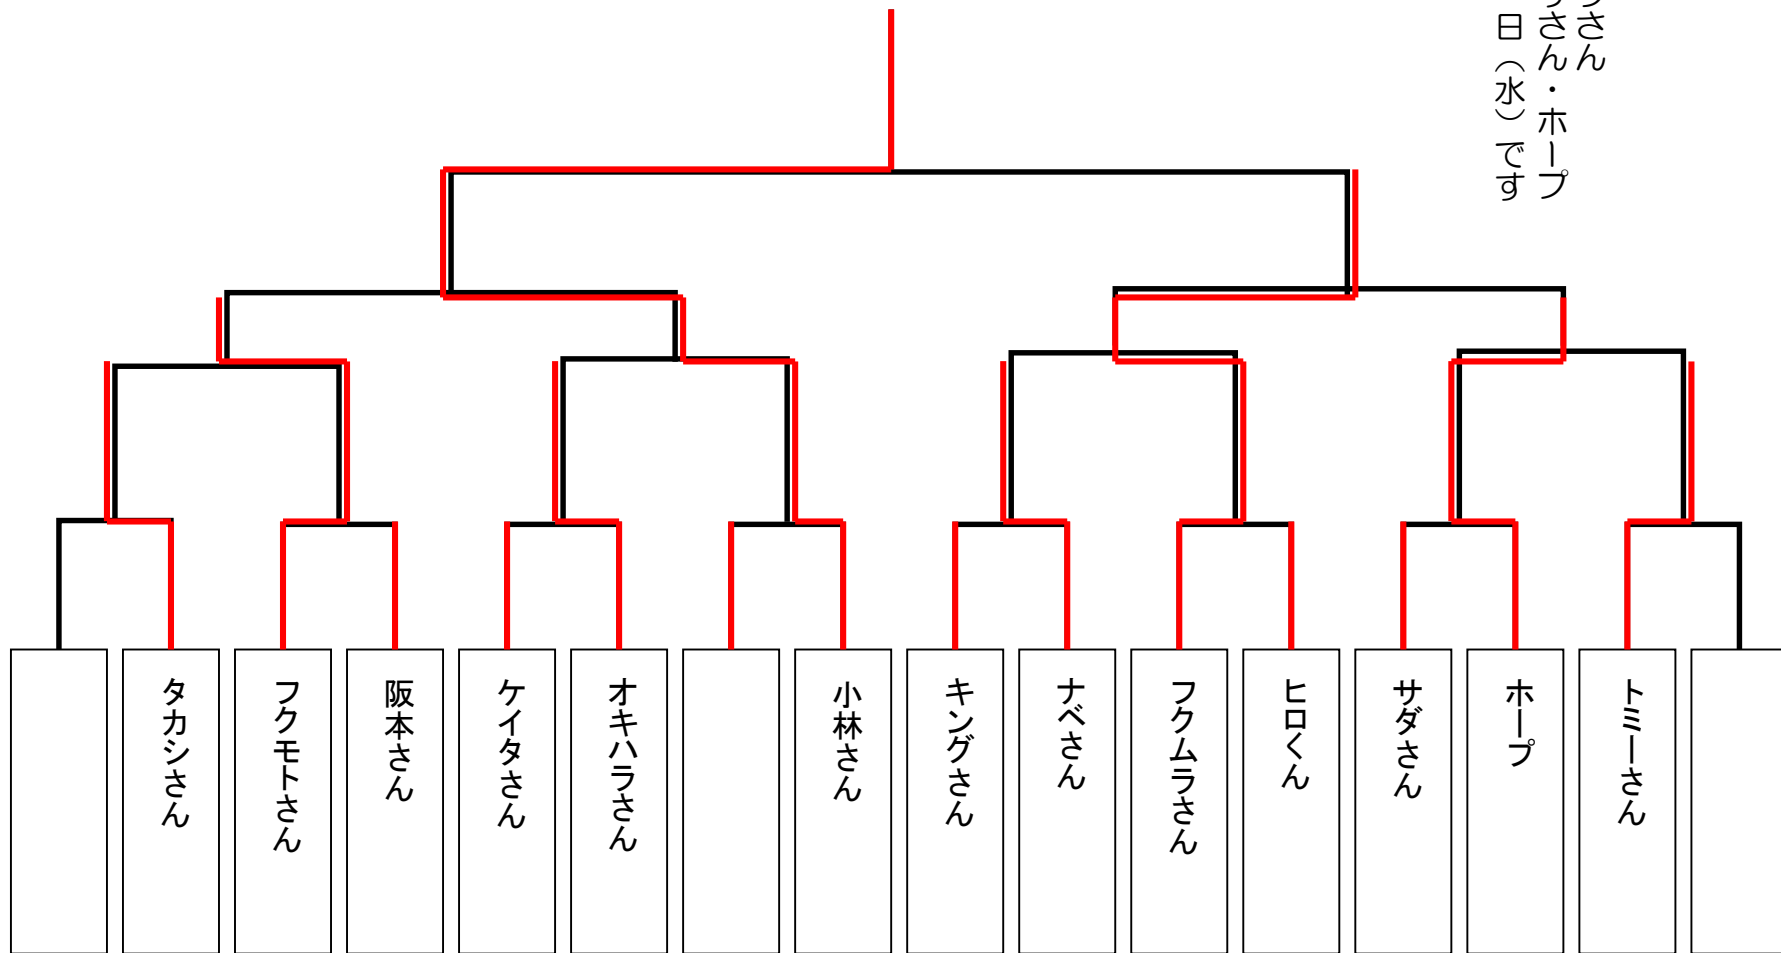 さん
さん・ホープ
日（水）です
タカシさん
フクモトさん
阪本さん
ケイタさん
オキハラさん
小林さん
キングさん
ナベさん
フクムラさん
ヒロくん
サダさん
ホープ
トミーさん